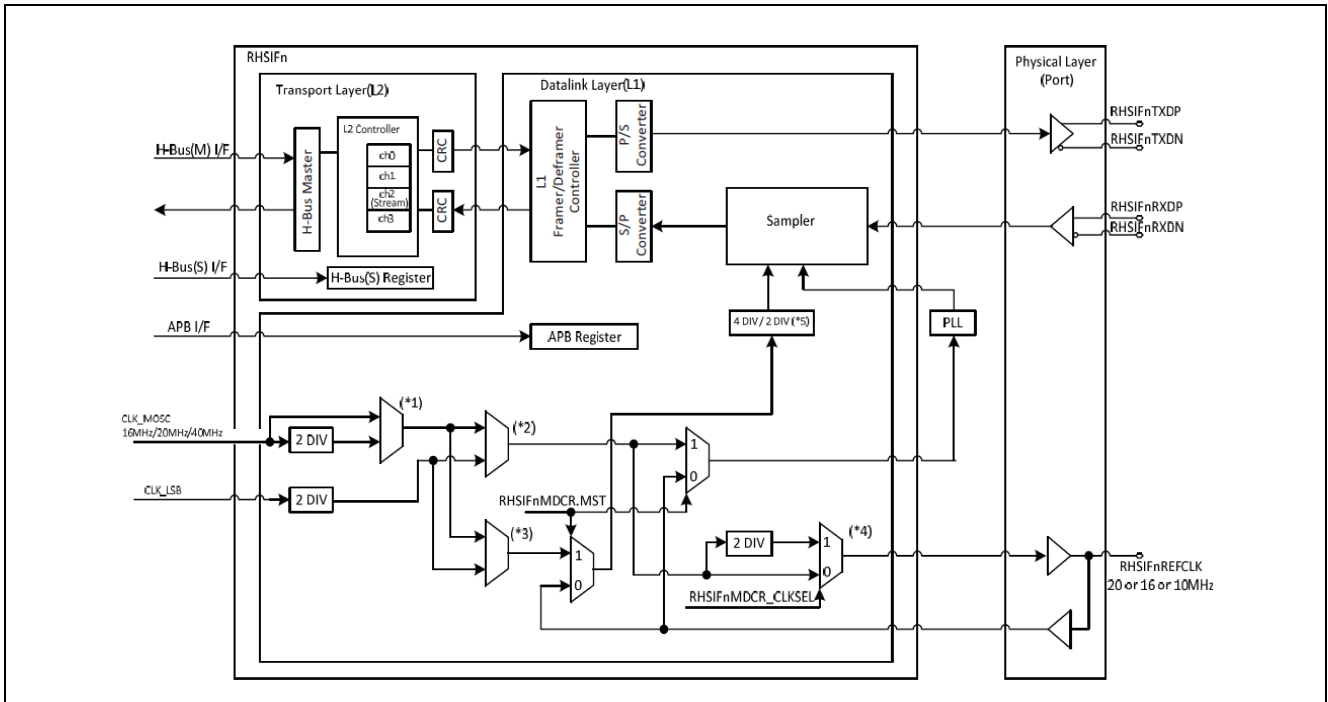 RHSIFn
Physical Layer
(Port)
Transport Layer(L2)
Datalink Layer(L1)
L2 Controller
ch0
ch1
ch2
(Stream)
ch3
H-Bus Master
CRC
CRC
L1
Framer/Deframer
Controller
P/S
Converter
S/P
Converter
Sampler
RHSIFnTXDP
RHSIFnTXDN
RHSIFnRXDP
RHSIFnRXDN
H-Bus(M) I/F
H-Bus(S) I/F
H-Bus(S) Register
APB I/F
APB Register
4 DIV / 2 DIV (*5)
PLL
CLK_MOSC
16MHz/20MHz/40MHz
2 DIV
(*1)
(*2)
CLK_LSB
2 DIV
(*3)
RHSIFnMDCR.MST
1
0
1
0
2 DIV
1
0
(*4)
RHSIFnMDCR_CLKSEL
RHSIFnREFCLK
20 or 16 or 10MHz